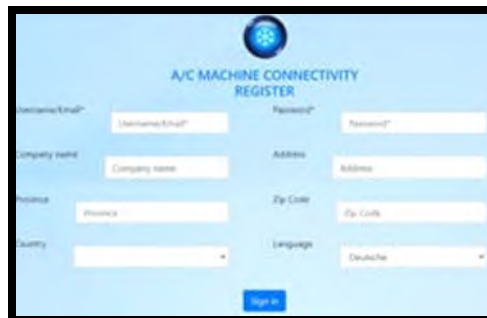 A/C MACHINE CONNECTIVITY
REGISTER
Username/Email* Password*
Username/Email* Password*
Company name Address
Company name Address
Province Zip Code
Province Zip Code
Country Language
Deutsche
Sign in